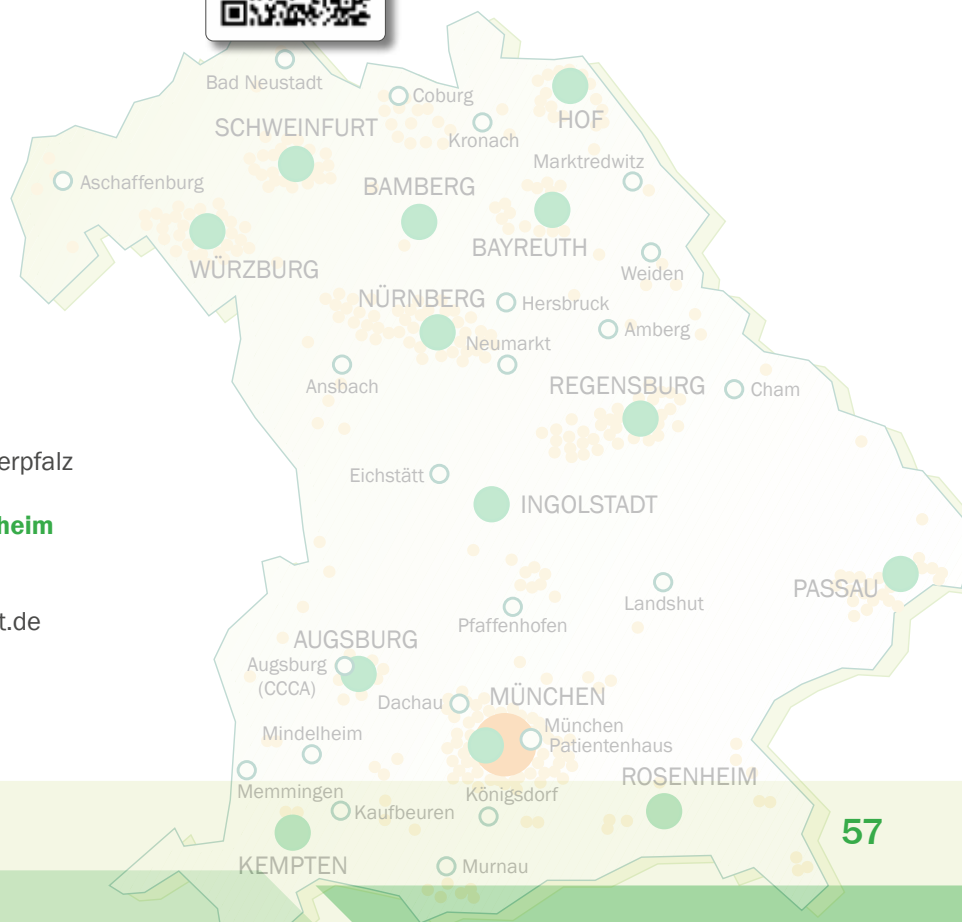 Bad Neustadt
Coburg
HOF
SCHWEINFURT
Kronach
Marktredwitz
Aschaffenburg
BAMBERG
BAYREUTH
WÜRZBURG
Weiden
NÜRNBERG
Hersbruck
Amberg
Neumarkt
Ansbach
REGENSBURG
Cham
erpfalz
Eichstätt
INGOLSTADT
heim
PASSAU
Landshut
t.de
Pfaffenhofen
AUGSBURG
Augsburg
(CCCA)
Dachau
MÜNCHEN
München
Patientenhaus
Mindelheim
ROSENHEIM
Memmingen
Königsdorf
Kaufbeuren
57
KEMPTEN
Murnau